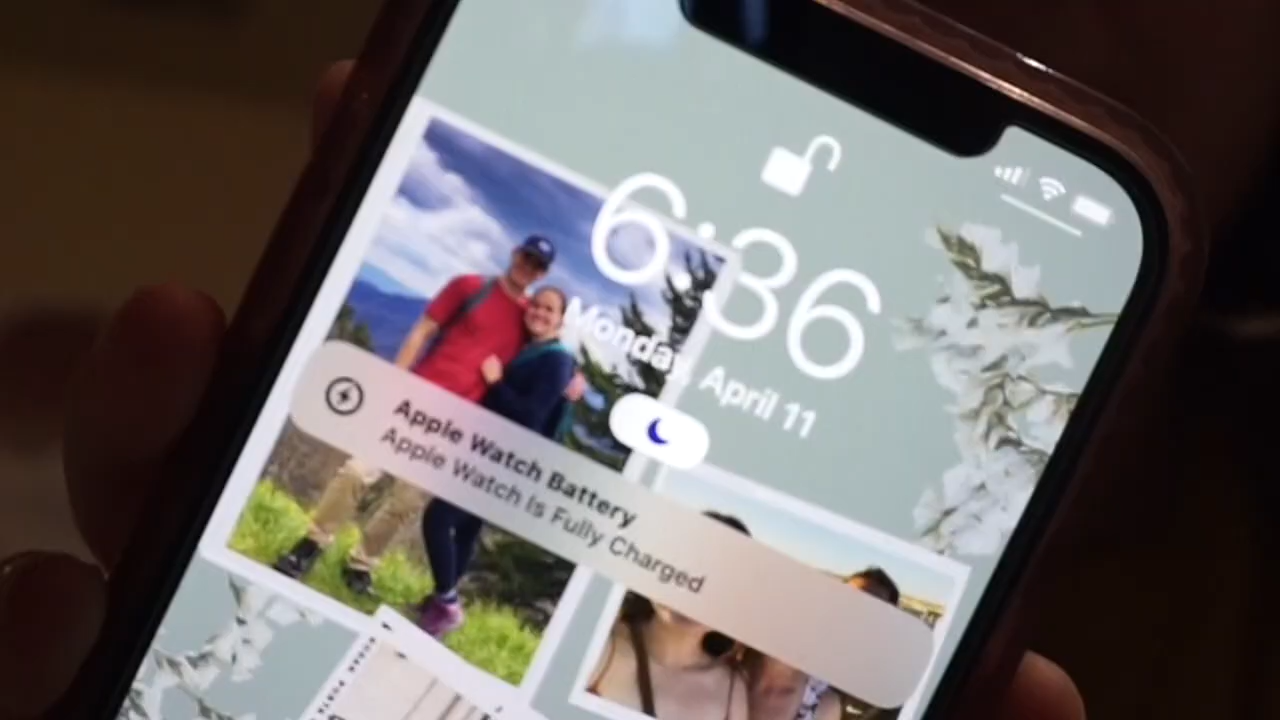 6:36
Monday, April 11
Apple Watch Battery
Apple Watch Is Fully Charged